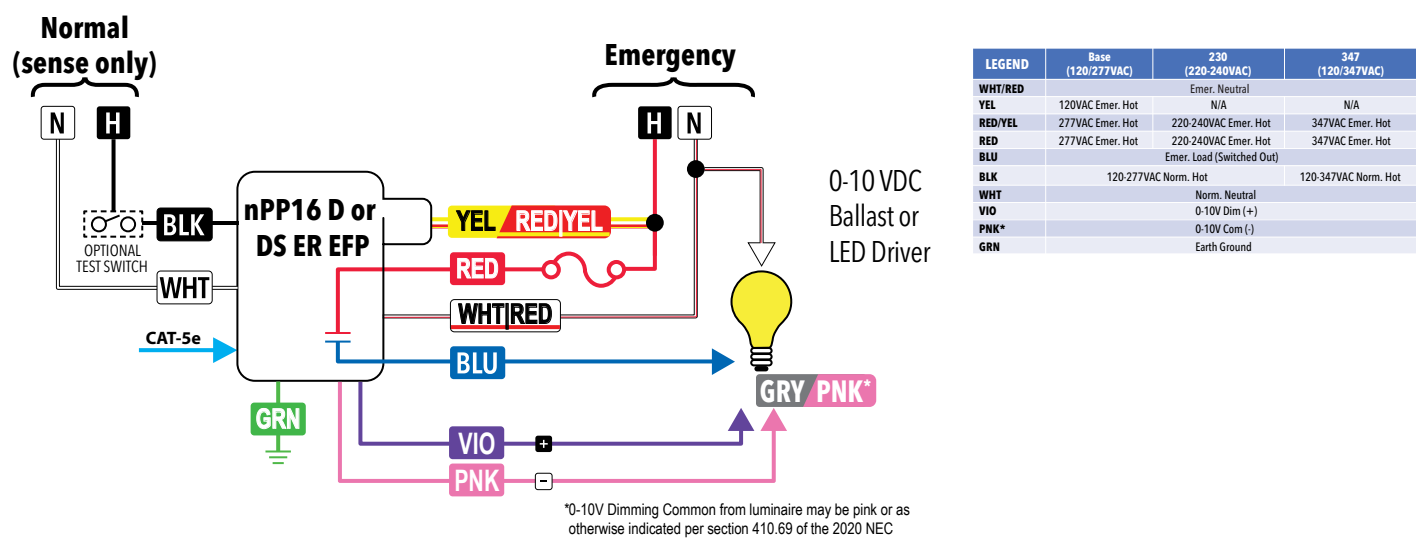 Normal
(sense only)
N
H
Emergency
H
N
nPP16 D or
DS ER EFP
BLK
OPTIONAL
TEST SWITCH
WHT
CAT-5e
GRN
YEL RED|YEL
RED
WHT|RED
BLU
VIO +
PNK -
0-10 VDC
Ballast or
LED Driver
GRY PNK*
*0-10V Dimming Common from luminaire may be pink or as
otherwise indicated per section 410.69 of the 2020 NEC
LEGEND Base (120/277VAC) 230 (220-240VAC) 347 (120/347VAC)
WHT/RED Emer. Neutral
YEL 120VAC Emer. Hot N/A N/A
RED/YEL 277VAC Emer. Hot 220-240VAC Emer. Hot 347VAC Emer. Hot
RED 277VAC Emer. Hot 220-240VAC Emer. Hot 347VAC Emer. Hot
BLU Emer. Load (Switched Out)
BLK 120-277VAC Norm. Hot 120-347VAC Norm. Hot
WHT Norm. Neutral
VIO 0-10V Dim (+)
PNK* 0-10V Com (-)
GRN Earth Ground